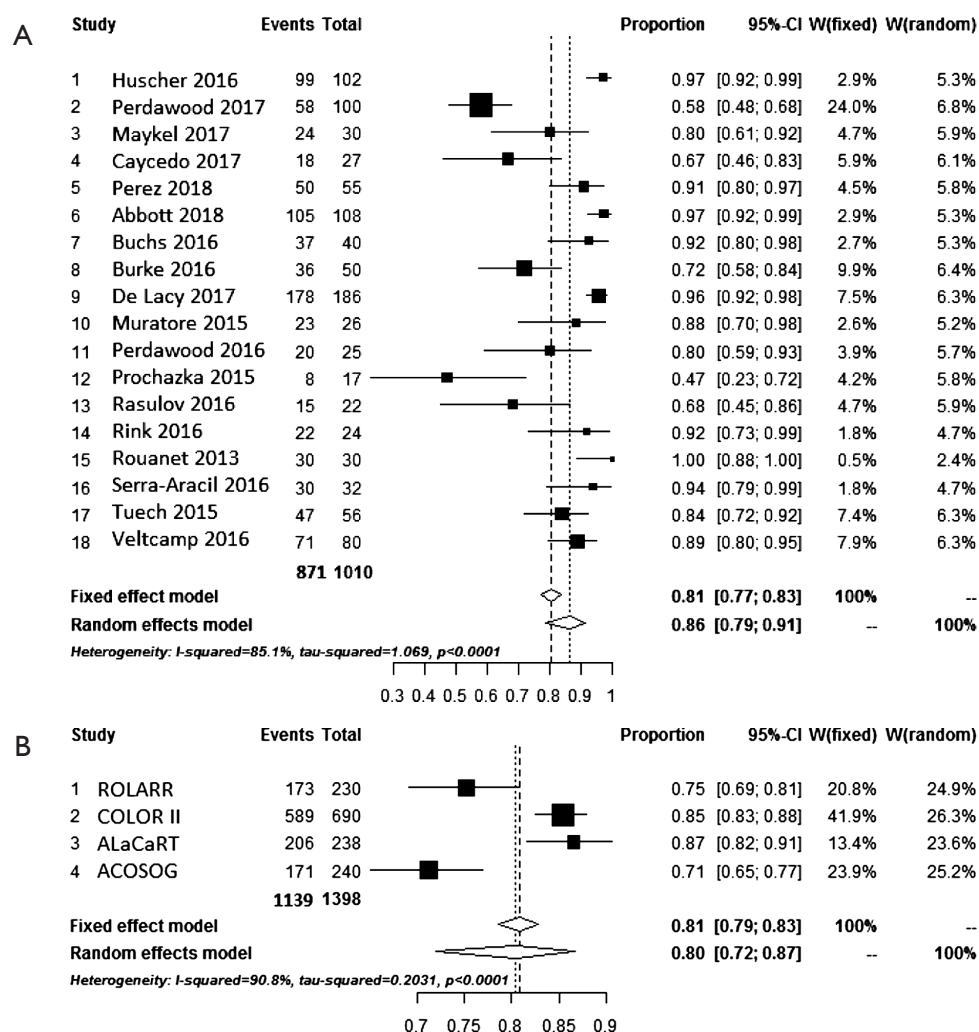 A
Study Events Total Proportion 95%-CI W(fixed) W(random)
1 Huscher 2016 99 102 0.97 [0.92; 0.99] 2.9% 5.3%
2 Perdawood 2017 58 100 0.58 [0.48; 0.68] 24.0% 6.8%
3 Maykel 2017 24 30 0.80 [0.61; 0.92] 4.7% 5.9%
4 Caycedo 2017 18 27 0.67 [0.46; 0.83] 5.9% 6.1%
5 Perez 2018 50 55 0.91 [0.80; 0.97] 4.5% 5.8%
6 Abbott 2018 105 108 0.97 [0.92; 0.99] 2.9% 5.3%
7 Buchs 2016 37 40 0.92 [0.80; 0.98] 2.7% 5.3%
8 Burke 2016 36 50 0.72 [0.58; 0.84] 9.9% 6.4%
9 De Lacy 2017 178 186 0.96 [0.92; 0.98] 7.5% 6.3%
10 Muratore 2015 23 26 0.88 [0.70; 0.98] 2.6% 5.2%
11 Perdawood 2016 20 25 0.80 [0.59; 0.93] 3.9% 5.7%
12 Prochazka 2015 8 17 0.47 [0.23; 0.72] 4.2% 5.8%
13 Rasulov 2016 15 22 0.68 [0.45; 0.86] 4.7% 5.9%
14 Rink 2016 22 24 0.92 [0.73; 0.99] 1.8% 4.7%
15 Rouanet 2013 30 30 1.00 [0.88; 1.00] 0.5% 2.4%
16 Serra-Aracil 2016 30 32 0.94 [0.79; 0.99] 1.8% 4.7%
17 Tuech 2015 47 56 0.84 [0.72; 0.92] 7.4% 6.3%
18 Veltcamp 2016 71 80 0.89 [0.80; 0.95] 7.9% 6.3%
871 1010
Fixed effect model 0.81 [0.77; 0.83] 100% --
Random effects model 0.86 [0.79; 0.91] -- 100%
Heterogeneity: I-squared=85.1%, tau-squared=1.069, p<0.0001
0.3 0.4 0.5 0.6 0.7 0.8 0.9 1
B
Study Events Total Proportion 95%-CI W(fixed) W(random)
1 ROLARR 173 230 0.75 [0.69; 0.81] 20.8% 24.9%
2 COLOR II 589 690 0.85 [0.83; 0.88] 41.9% 26.3%
3 ALaCaRT 206 238 0.87 [0.82; 0.91] 13.4% 23.6%
4 ACOSOG 171 240 0.71 [0.65; 0.77] 23.9% 25.2%
1139 1398
Fixed effect model 0.81 [0.79; 0.83] 100% --
Random effects model 0.80 [0.72; 0.87] -- 100%
Heterogeneity: I-squared=90.8%, tau-squared=0.2031, p<0.0001
0.7 0.75 0.8 0.85 0.9